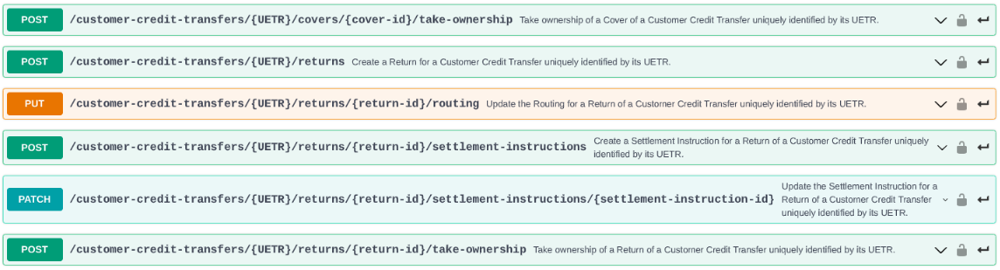 POST /customer-credit-transfers/{UETR}/covers/{cover-id}/take-ownership Take ownership of a Cover of a Customer Credit Transfer uniquely identified by its UETR.
POST /customer-credit-transfers/{UETR}/returns Create a Return for a Customer Credit Transfer uniquely identified by its UETR.
PUT /customer-credit-transfers/{UETR}/returns/{return-id}/routing Update the Routing for a Return of a Customer Credit Transfer uniquely identified by its UETR.
POST /customer-credit-transfers/{UETR}/returns/{return-id}/settlement-instructions Create a Settlement Instruction for a Return of a Customer Credit Transfer uniquely
identified by its UETR.
PATCH /customer-credit-transfers/{UETR}/returns/{return-id}/settlement-instructions/{settlement-instruction-id} Update the Settlement Instruction for a
Return of a Customer Credit Transfer
uniquely identified by its UETR.
POST /customer-credit-transfers/{UETR}/returns/{return-id}/take-ownership Take ownership of a Return of a Customer Credit Transfer uniquely identified by its UETR.